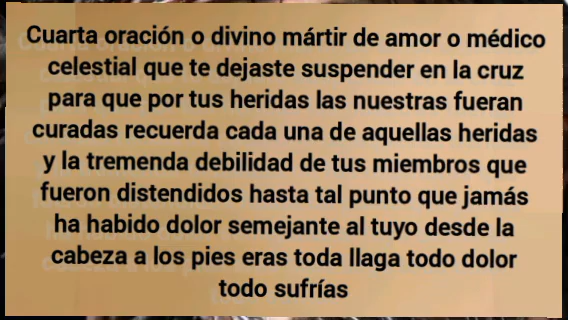 Cuarta oración o divino mártir de amor o médico
celestial que te dejaste suspender en la cruz
para que por tus heridas las nuestras fueran
curadas recuerda cada una de aquellas heridas
y la tremenda debilidad de tus miembros que
fueron distendidos hasta tal punto que jamás
ha habido dolor semejante al tuyo desde la
cabeza a los pies eras toda llaga todo dolor
todo sufrías